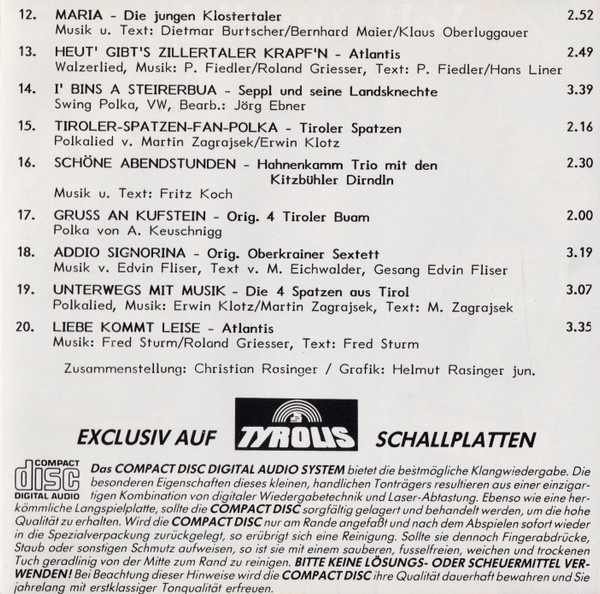 12. MARIA - Die jungen Klostertaler 2.52
Musik u. Text: Dietmar Burtscher/Bernhard Maier/Klaus Oberluggauer
13. HEUT' GIBT'S ZILLERTALER KRAPF'N - Atlantis 2.49
Walzerlied, Musik: P. Fiedler/Roland Griesser, Text: P. Fiedler/Hans Liner
14. I' BINS A STEIRERBUA - Seppl und seine Landsknechte 3.39
Swing Polka, VW, Bearb.: Jörg Ebner
15. TIROLER-SPATZEN-FAN-POLKA - Tiroler Spatzen 2.16
Polkalied v. Martin Zagrajsek/Erwin Klotz
16. SCHÖNE ABENDSTUNDEN - Hahnenkamm Trio mit den 2.30
Kitzbühler Dirndln
Musik u. Text: Fritz Koch
17. GRUSS AN KUFSTEIN - Orig. 4 Tiroler Buam 2.00
Polka von A. Keuschnigg
18. ADDIO SIGNORINA - Orig. Oberkrainer Sextett 3.19
Musik v. Edvin Fliser, Text v. M. Eichwalder, Gesang Edvin Fliser
19. UNTERWEGS MIT MUSIK - Die 4 Spatzen aus Tirol 3.07
Polkalied, Musik: Erwin Klotz/Martin Zagrajsek, Text: M. Zagrajsek
20. LIEBE KOMMT LEISE - Atlantis 3.35
Musik: Fred Sturm/Roland Griesser, Text: Fred Sturm
Zusammenstellung: Christian Rasinger / Grafik: Helmut Rasinger jun.
EXCLUSIV AUF TYROLIS SCHALLPLATTEN
COMPACT disc DIGITAL AUDIO
Das COMPACT DISC DIGITAL AUDIO SYSTEM bietet die bestmögliche Klangwiedergabe. Die
besonderen Eigenschaften dieses kleinen, handlichen Tonträgers resultieren aus einer einzigar-
tigen Kombination von digitaler Wiedergabetechnik und Laser-Abtastung. Ebenso wie eine her-
kömmliche Langspielplatte, sollte die COMPACT DISC sorgfältig gelagert und behandelt werden, um die hohe
Qualität zu erhalten. Wird die COMPACT DISC nur am Rande angefaßt und nach dem Abspielen sofort wieder
in die Spezialverpackung zurückgelegt, so erübrigt sich eine Reinigung. Sollte sie dennoch Fingerabdrücke,
Staub oder sonstigen Schmutz aufweisen, so ist sie mit einem sauberen, fusselfreien, weichen und trockenen
Tuch geradlinig von der Mitte zum Rand zu reinigen. BITTE KEINE LÖSUNGS- ODER SCHEUERMITTEL VER-
WENDEN! Bei Beachtung dieser Hinweise wird die COMPACT DISC ihre Qualität dauerhaft bewahren und Sie
jahrelang mit erstklassiger Tonqualität erfreuen.